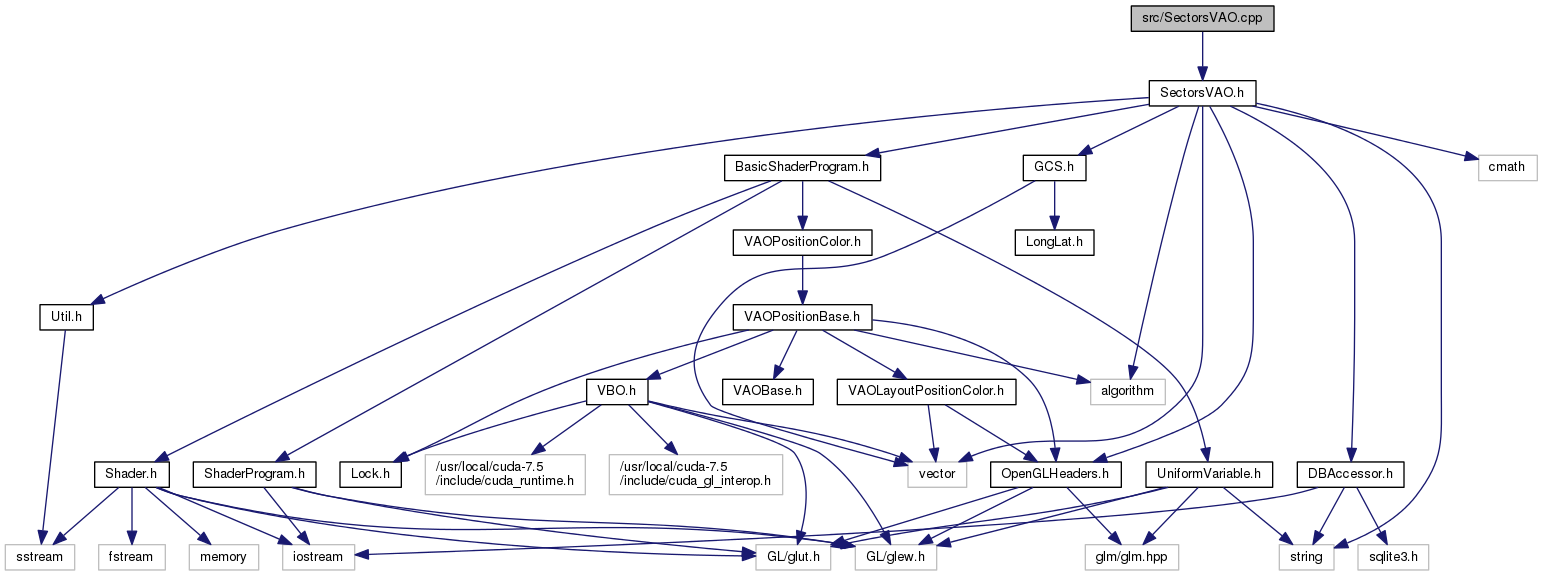 src/SectorsVAO.cpp
SectorsVAO.h
BasicShaderProgram.h
GCS.h
cmath
VAOPositionColor.h
LongLat.h
Util.h
VAOPositionBase.h
VBO.h
VAOBase.h
VAOLayoutPositionColor.h
algorithm
Shader.h
ShaderProgram.h
Lock.h
/usr/local/cuda-7.5
/include/cuda_runtime.h
/usr/local/cuda-7.5
/include/cuda_gl_interop.h
vector
OpenGLHeaders.h
UniformVariable.h
DBAccessor.h
sstream
fstream
memory
iostream
GL/glut.h
GL/glew.h
glm/glm.hpp
string
sqlite3.h